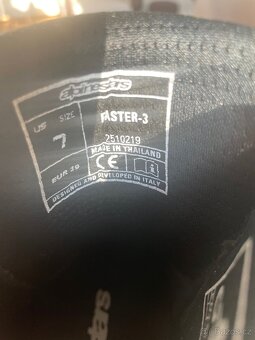 alpinestars
US
SIZE
7
EUR 39
FASTER-3
2510219
MADE IN THAILAND
CE
DESIGNED AND DEVELOPED IN ITALY